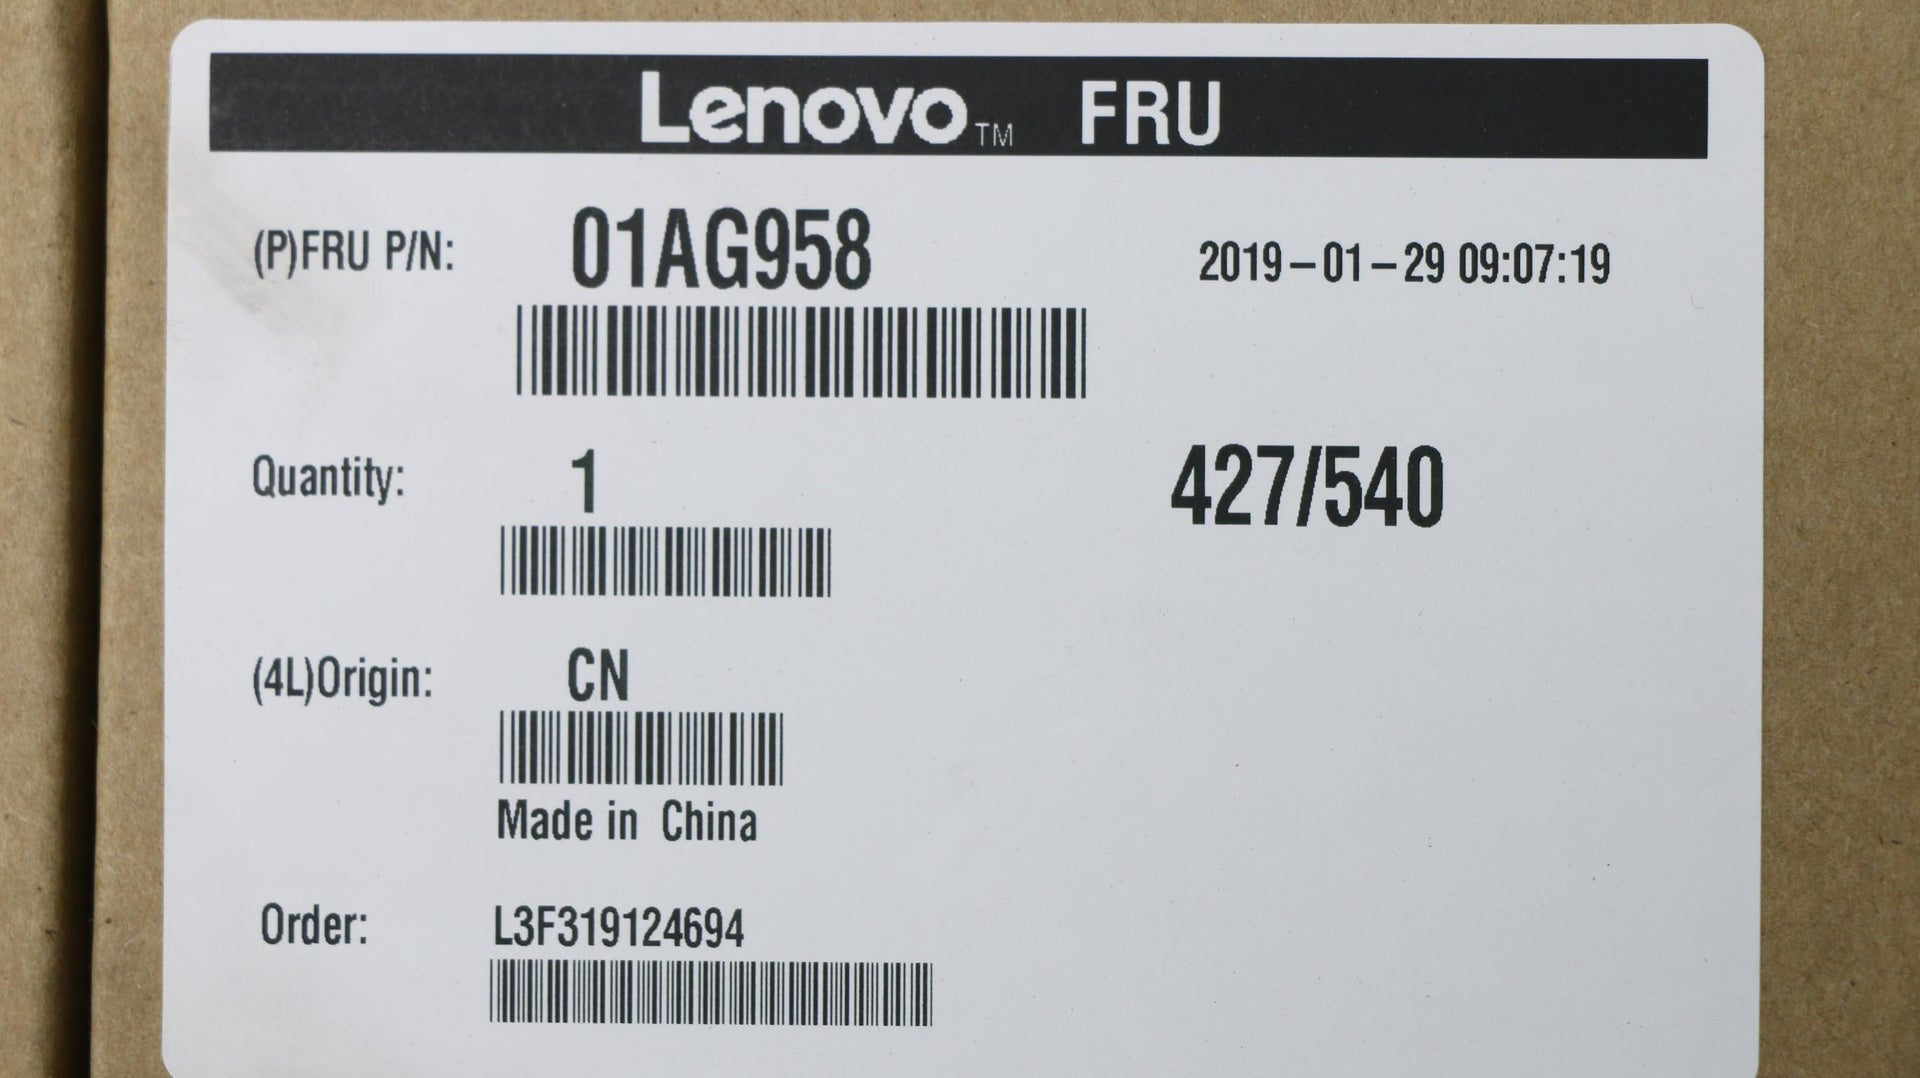 Lenovo™ FRU
(P)FRU P/N: 01AG958 2019-01-29 09:07:19
Quantity: 1 427/540
(4L)Origin: CN
Made in China
Order: L3F319124694